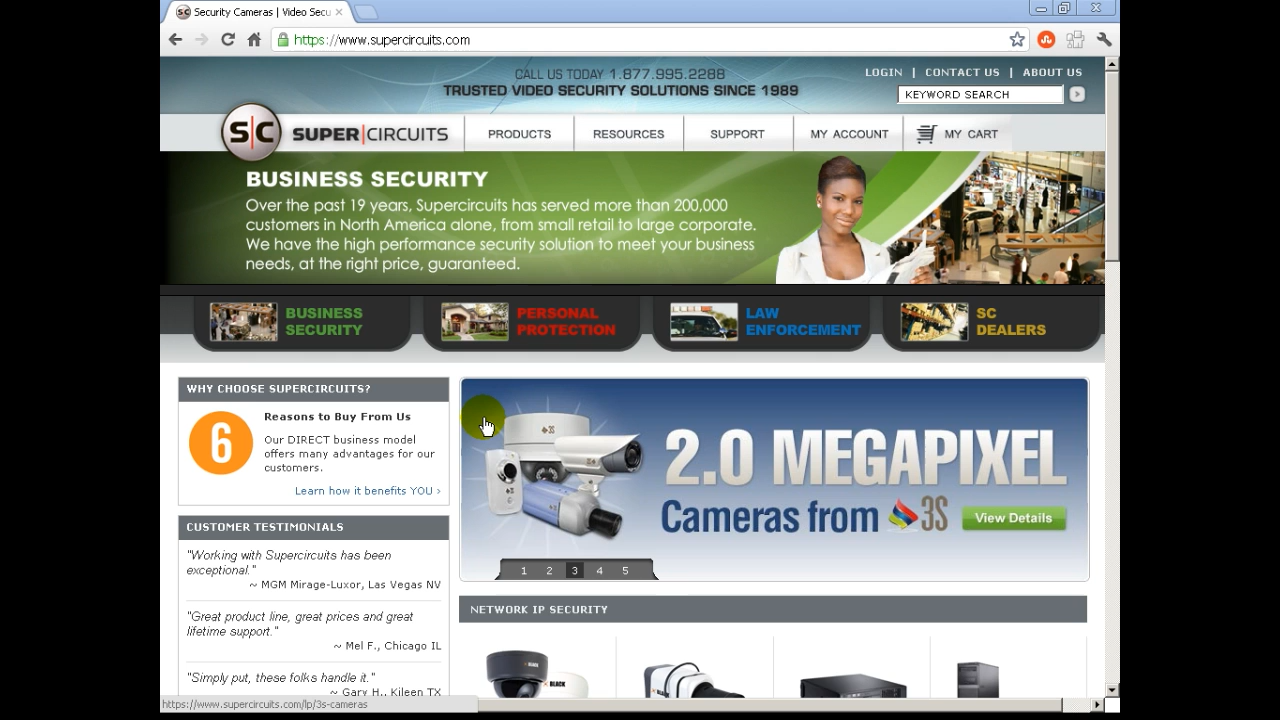 SC Security Cameras | Video Secu
https://www.supercircuits.com
CALL US TODAY 1.877.995.2288
TRUSTED VIDEO SECURITY SOLUTIONS SINCE 1989
LOGIN | CONTACT US | ABOUT US
KEYWORD SEARCH
S|C SUPER|CIRCUITS
PRODUCTS
RESOURCES
SUPPORT
MY ACCOUNT
MY CART
BUSINESS SECURITY
Over the past 19 years, Supercircuits has served more than 200,000
customers in North America alone, from small retail to large corporate.
We have the high performance security solution to meet your business
needs, at the right price, guaranteed.
BUSINESS
SECURITY
PERSONAL
PROTECTION
LAW
ENFORCEMENT
SC
DEALERS
WHY CHOOSE SUPERCIRCUITS?
6
Reasons to Buy From Us
Our DIRECT business model
offers many advantages for our
customers.
Learn how it benefits YOU ›
CUSTOMER TESTIMONIALS
"Working with Supercircuits has been
exceptional."
~ MGM Mirage-Luxor, Las Vegas NV
"Great product line, great prices and great
lifetime support."
~ Mel F., Chicago IL
"Simply put, these folks handle it."
~ Gary H., Kileen TX
2.0 MEGAPIXEL
Cameras from 3S
View Details
3S
1 2 3 4 5
NETWORK IP SECURITY
BLACK
BLACK
https://www.supercircuits.com/lp/3s-cameras